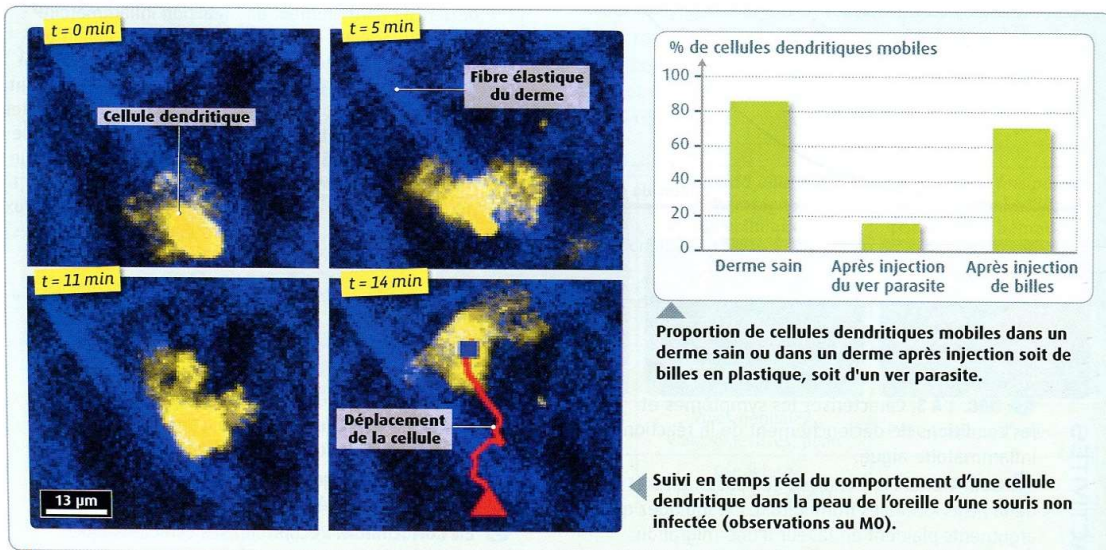 t = 0 min
Cellule dendritique
t = 5 min
Fibre élastique
du derme
t = 11 min
13 µm
t = 14 min
Déplacement
de la cellule
% de cellules dendritiques mobiles
100
80
60
40
20
0
Derme sain
Après injection
du ver parasite
Après injection
de billes
Proportion de cellules dendritiques mobiles dans un
derme sain ou dans un derme après injection soit de
billes en plastique, soit d'un ver parasite.
Suivi en temps réel du comportement d'une cellule
dendritique dans la peau de l'oreille d'une souris non
infectée (observations au MO).